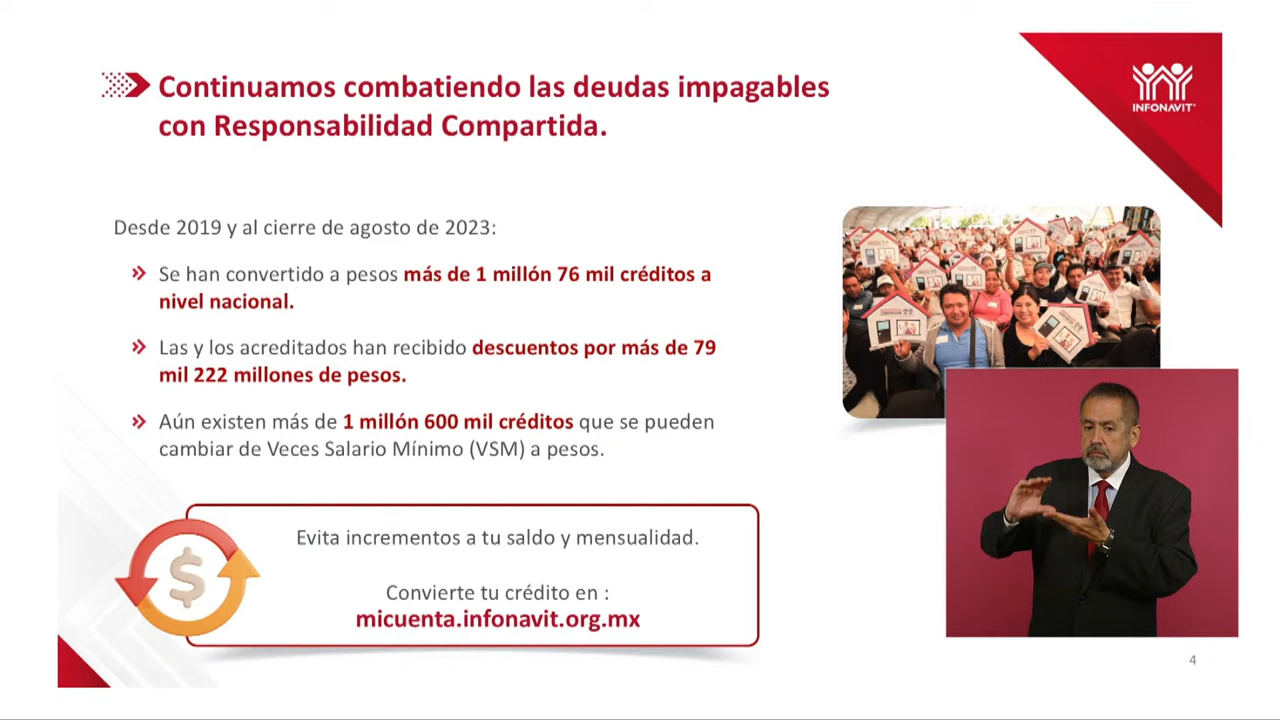 Continuamos combatiendo las deudas impagables
con Responsabilidad Compartida.
INFONAVIT
Desde 2019 y al cierre de agosto de 2023:
Se han convertido a pesos más de 1 millón 76 mil créditos a
nivel nacional.
Las y los acreditados han recibido descuentos por más de 79
mil 222 millones de pesos.
Aún existen más de 1 millón 600 mil créditos que se pueden
cambiar de Veces Salario Mínimo (VSM) a pesos.
$
Evita incrementos a tu saldo y mensualidad.
Convierte tu crédito en :
micuenta.infonavit.org.mx
4